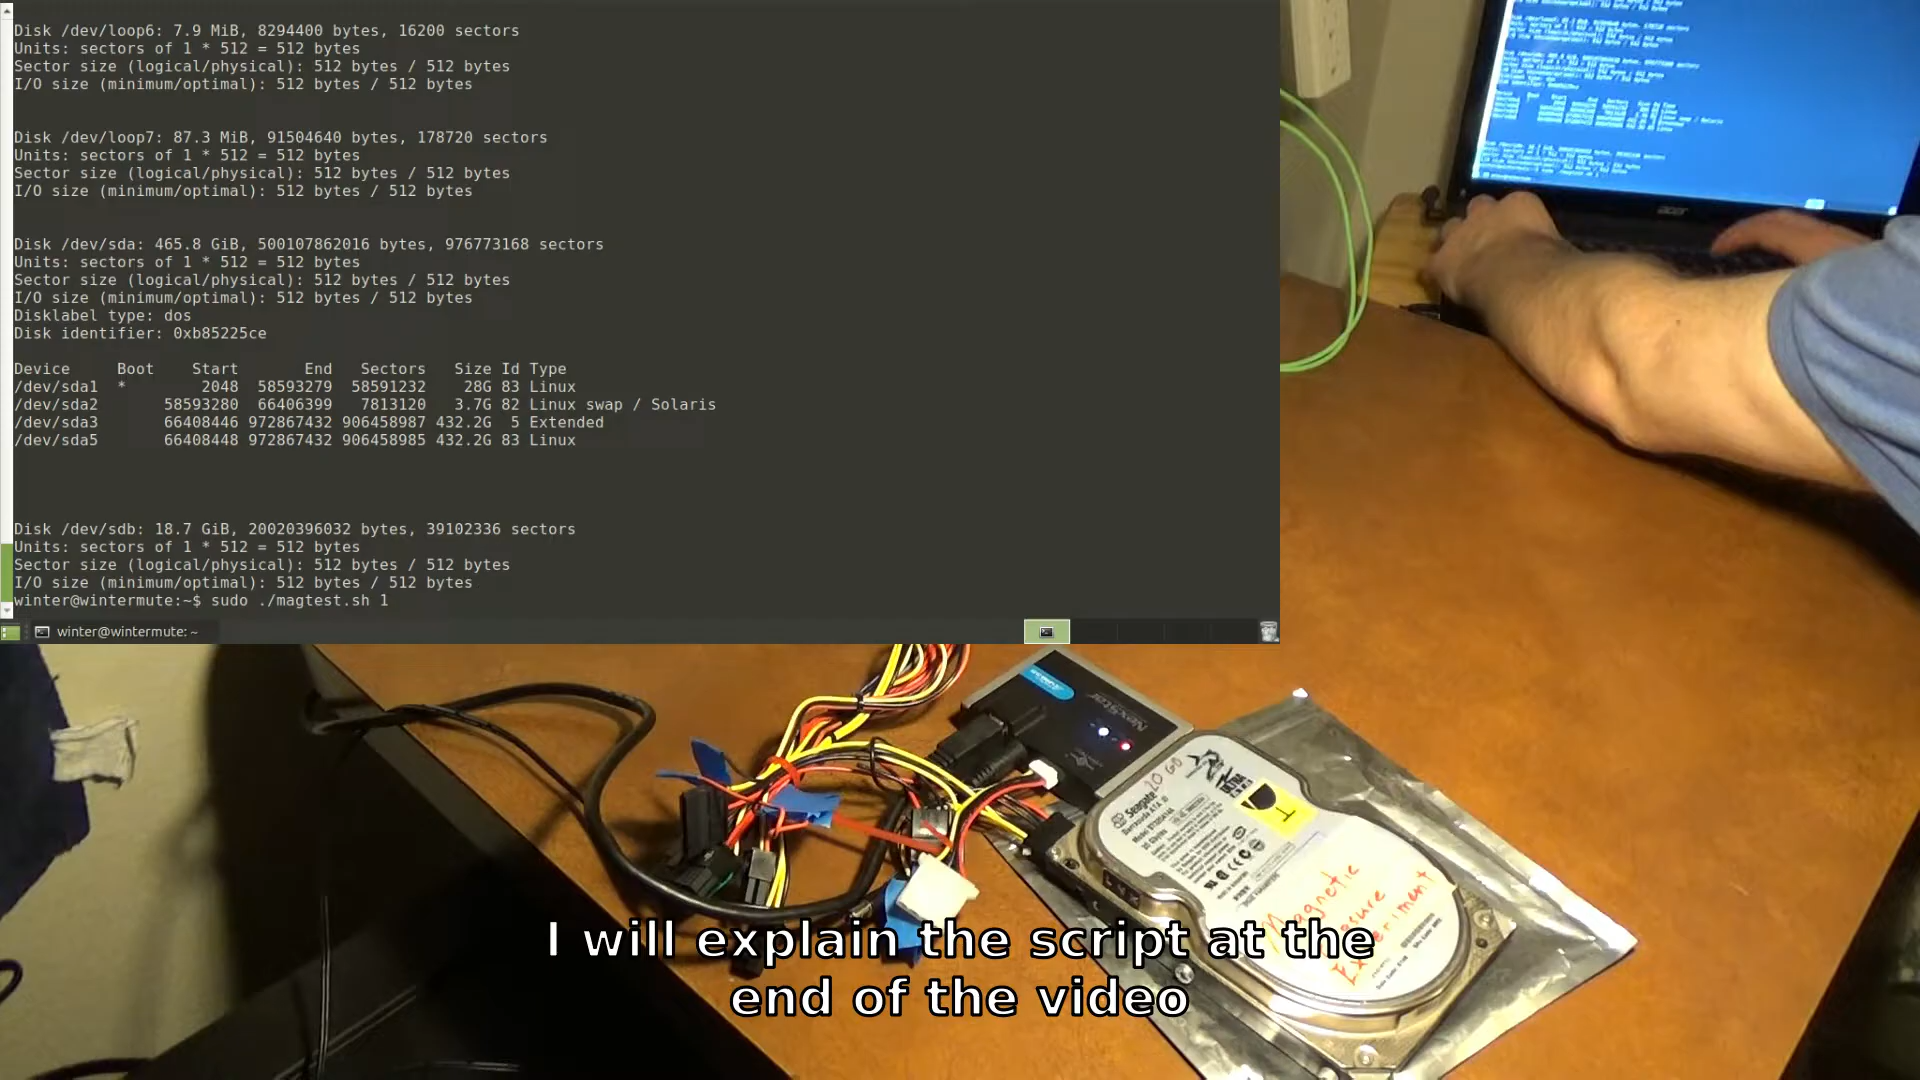 Disk /dev/loop6: 7.9 MiB, 8294400 bytes, 16200 sectors
Units: sectors of 1 * 512 = 512 bytes
Sector size (logical/physical): 512 bytes / 512 bytes
I/O size (minimum/optimal): 512 bytes / 512 bytes
Disk /dev/loop7: 87.3 MiB, 91504640 bytes, 178720 sectors
Units: sectors of 1 * 512 = 512 bytes
Sector size (logical/physical): 512 bytes / 512 bytes
I/O size (minimum/optimal): 512 bytes / 512 bytes
Disk /dev/sda: 465.8 GiB, 500107862016 bytes, 976773168 sectors
Units: sectors of 1 * 512 = 512 bytes
Sector size (logical/physical): 512 bytes / 512 bytes
I/O size (minimum/optimal): 512 bytes / 512 bytes
Disklabel type: dos
Disk identifier: 0xb85225ce
Device Boot Start End Sectors Size Id Type
/dev/sda1 * 2048 58593279 58591232 28G 83 Linux
/dev/sda2 58593280 66406399 7813120 3.7G 82 Linux swap / Solaris
/dev/sda3 66408446 972867432 906458987 432.2G 5 Extended
/dev/sda5 66408448 972867432 906458985 432.2G 83 Linux
Disk /dev/sdb: 18.7 GiB, 20020396032 bytes, 39102336 sectors
Units: sectors of 1 * 512 = 512 bytes
Sector size (logical/physical): 512 bytes / 512 bytes
I/O size (minimum/optimal): 512 bytes / 512 bytes
winter@wintermute:~$ sudo ./magtest.sh 1
winter@wintermute: ~
acer
NexStar
20 GB
Seagate
Barracuda ATA
1
Magnetic
Experiment
I will explain the script at the
end of the video